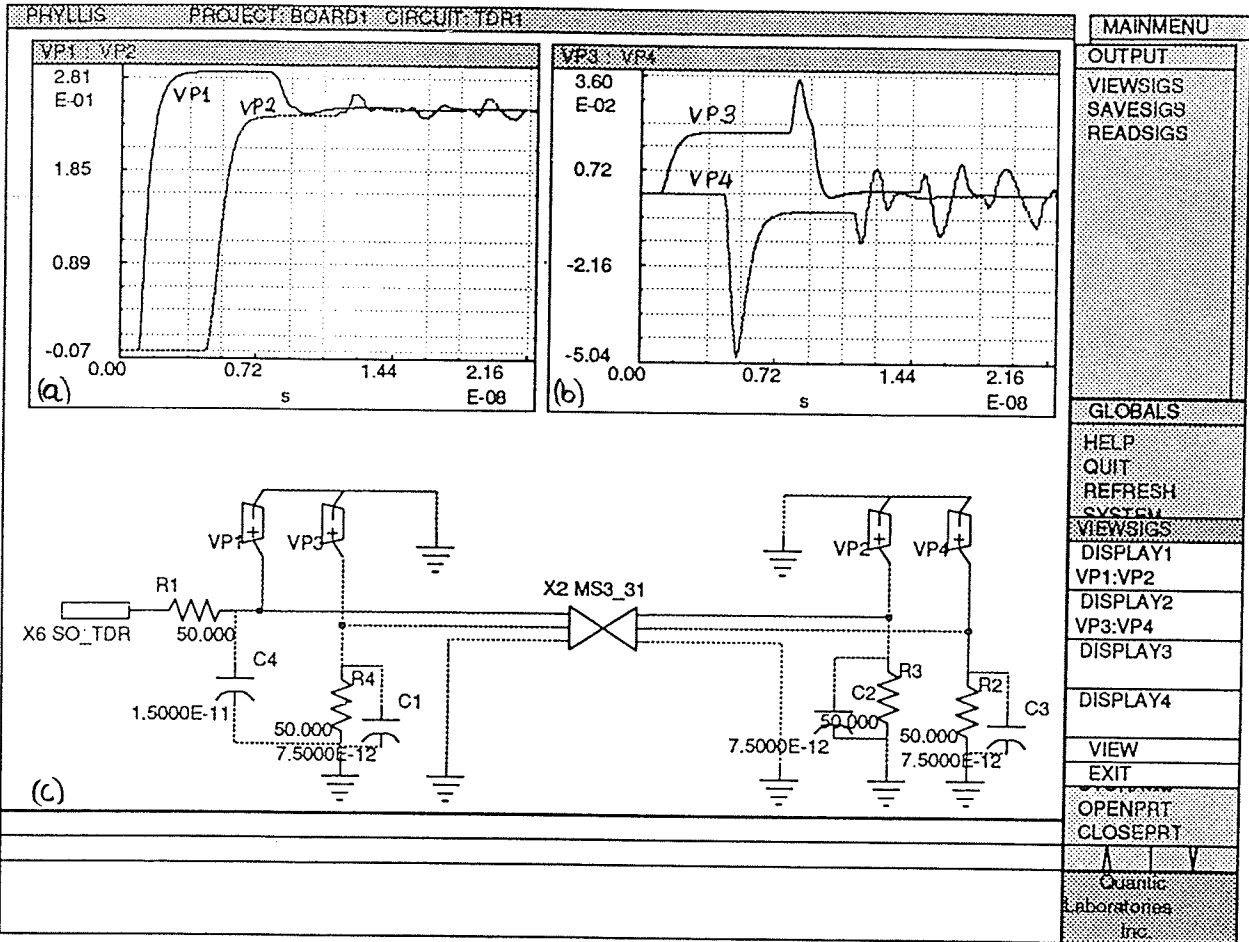 PHYLLIS PROJECT: BOARD1 CIRCUIT: TDR1
MAINMENU
VP1 : VP2
2.81
E-01
1.85
0.89
-0.07
VP1
VP2
0.00 0.72 1.44 2.16
(a) s E-08
VP3 : VP4
3.60
E-02
0.72
-2.16
-5.04
VP3
VP4
0.00 0.72 1.44 2.16
(b) s E-08
OUTPUT
VIEWSIGS
SAVESIGS
READSIGS
GLOBALS
HELP
QUIT
REFRESH
SYSTEM
VIEWSIGS
DISPLAY1
VP1:VP2
DISPLAY2
VP3:VP4
DISPLAY3
DISPLAY4
VIEW
EXIT
OPENPRT
CLOSEPRT
Quantic
Laboratories
Inc.
VP1 VP3
VP2 VP4
R1
X2 MS3_31
X6 SO_TDR
50.000
C4
1.5000E-11
R4
C1
50.000
7.5000E-12
R3
C2
50.000
7.5000E-12
R2
C3
50.000
7.5000E-12
(c)